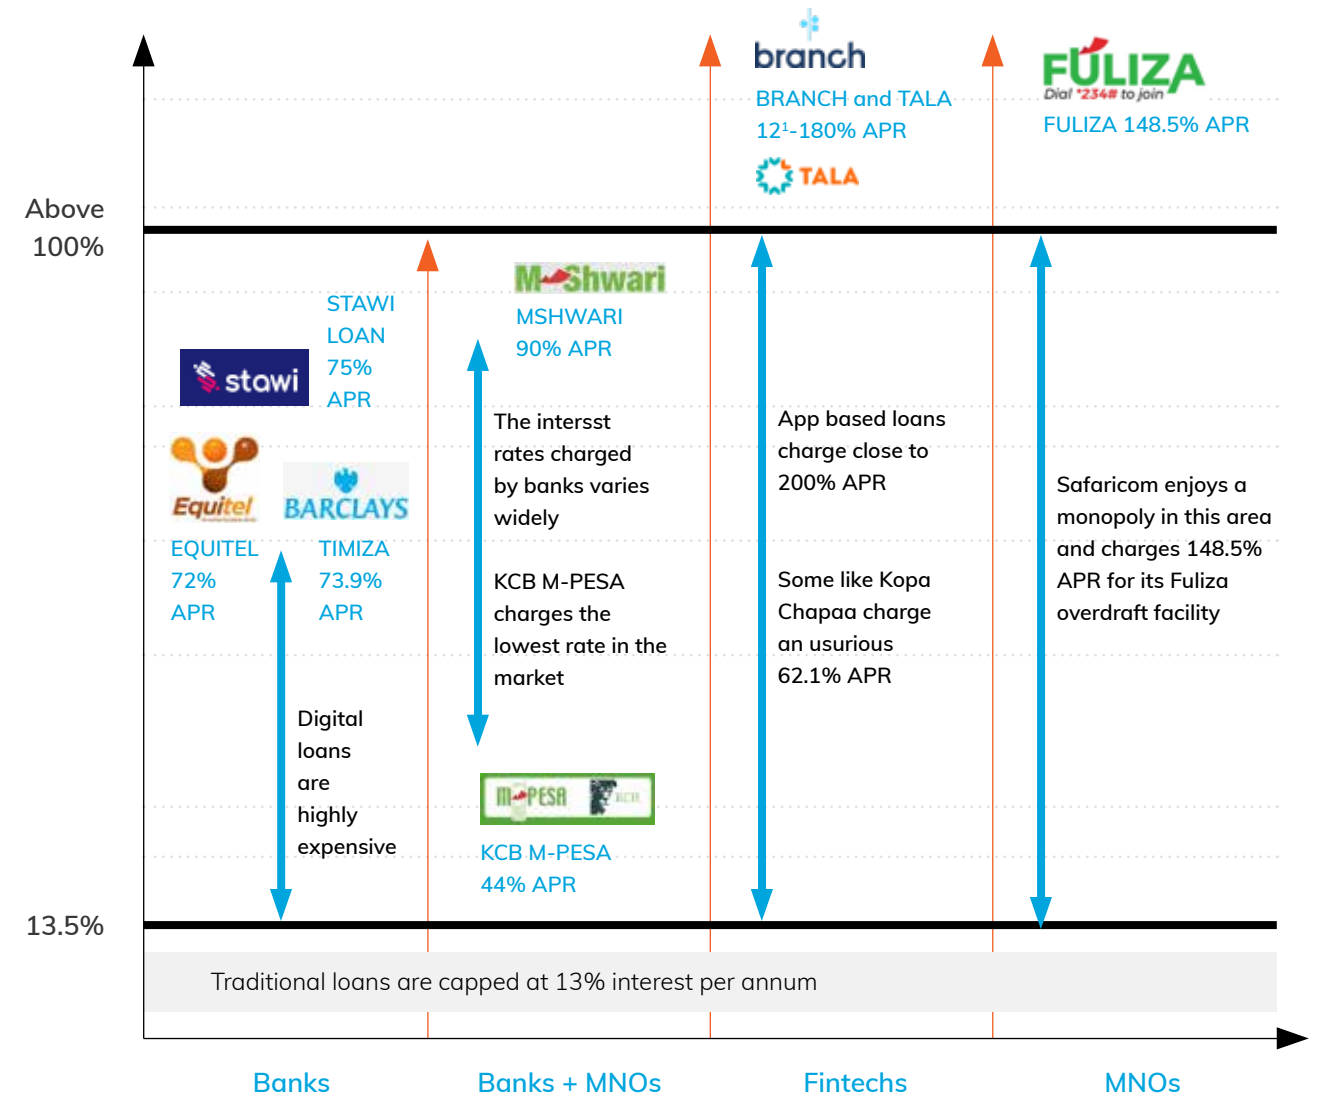 branch
BRANCH and TALA
12¹-180% APR
TALA
FULIZA
Dial *234# to join
FULIZA 148.5% APR
Above
100%
STAWI
LOAN
75%
APR
stawi
Equitel
BARCLAYS
EQUITEL
72%
APR
TIMIZA
73.9%
APR
Digital
loans
are
highly
expensive
M-Shwari
MSHWARI
90% APR
The intersst
rates charged
by banks varies
widely
KCB M-PESA
charges the
lowest rate in the
market
M-PESA
KCB
KCB M-PESA
44% APR
App based loans
charge close to
200% APR
Some like Kopa
Chapaa charge
an usurious
62.1% APR
Safaricom enjoys a
monopoly in this area
and charges 148.5%
APR for its Fuliza
overdraft facility
13.5%
Traditional loans are capped at 13% interest per annum
Banks
Banks + MNOs
Fintechs
MNOs